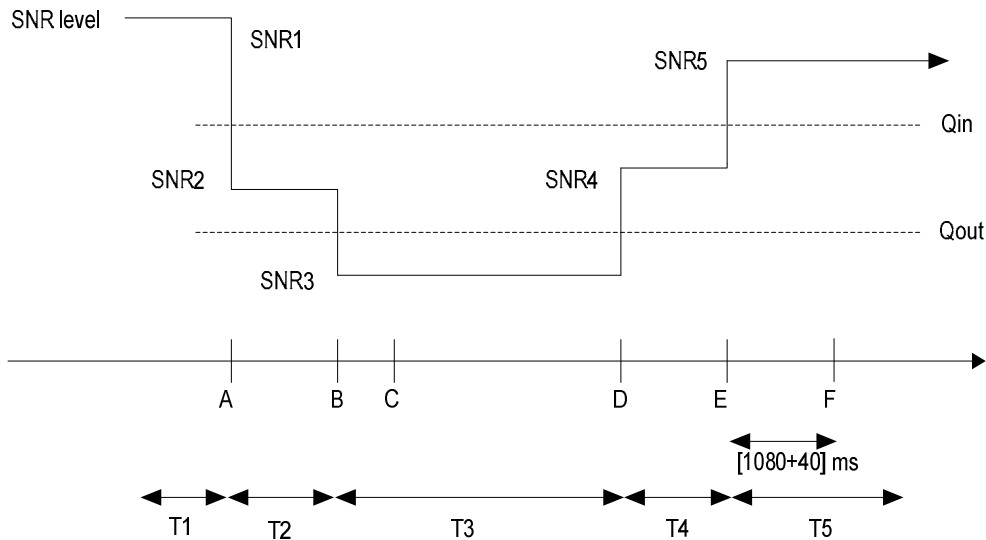 SNR level
SNR1
SNR5
Qin
SNR2
SNR4
Qout
SNR3
A B C D E F
[1080+40] ms
T1 T2 T3 T4 T5